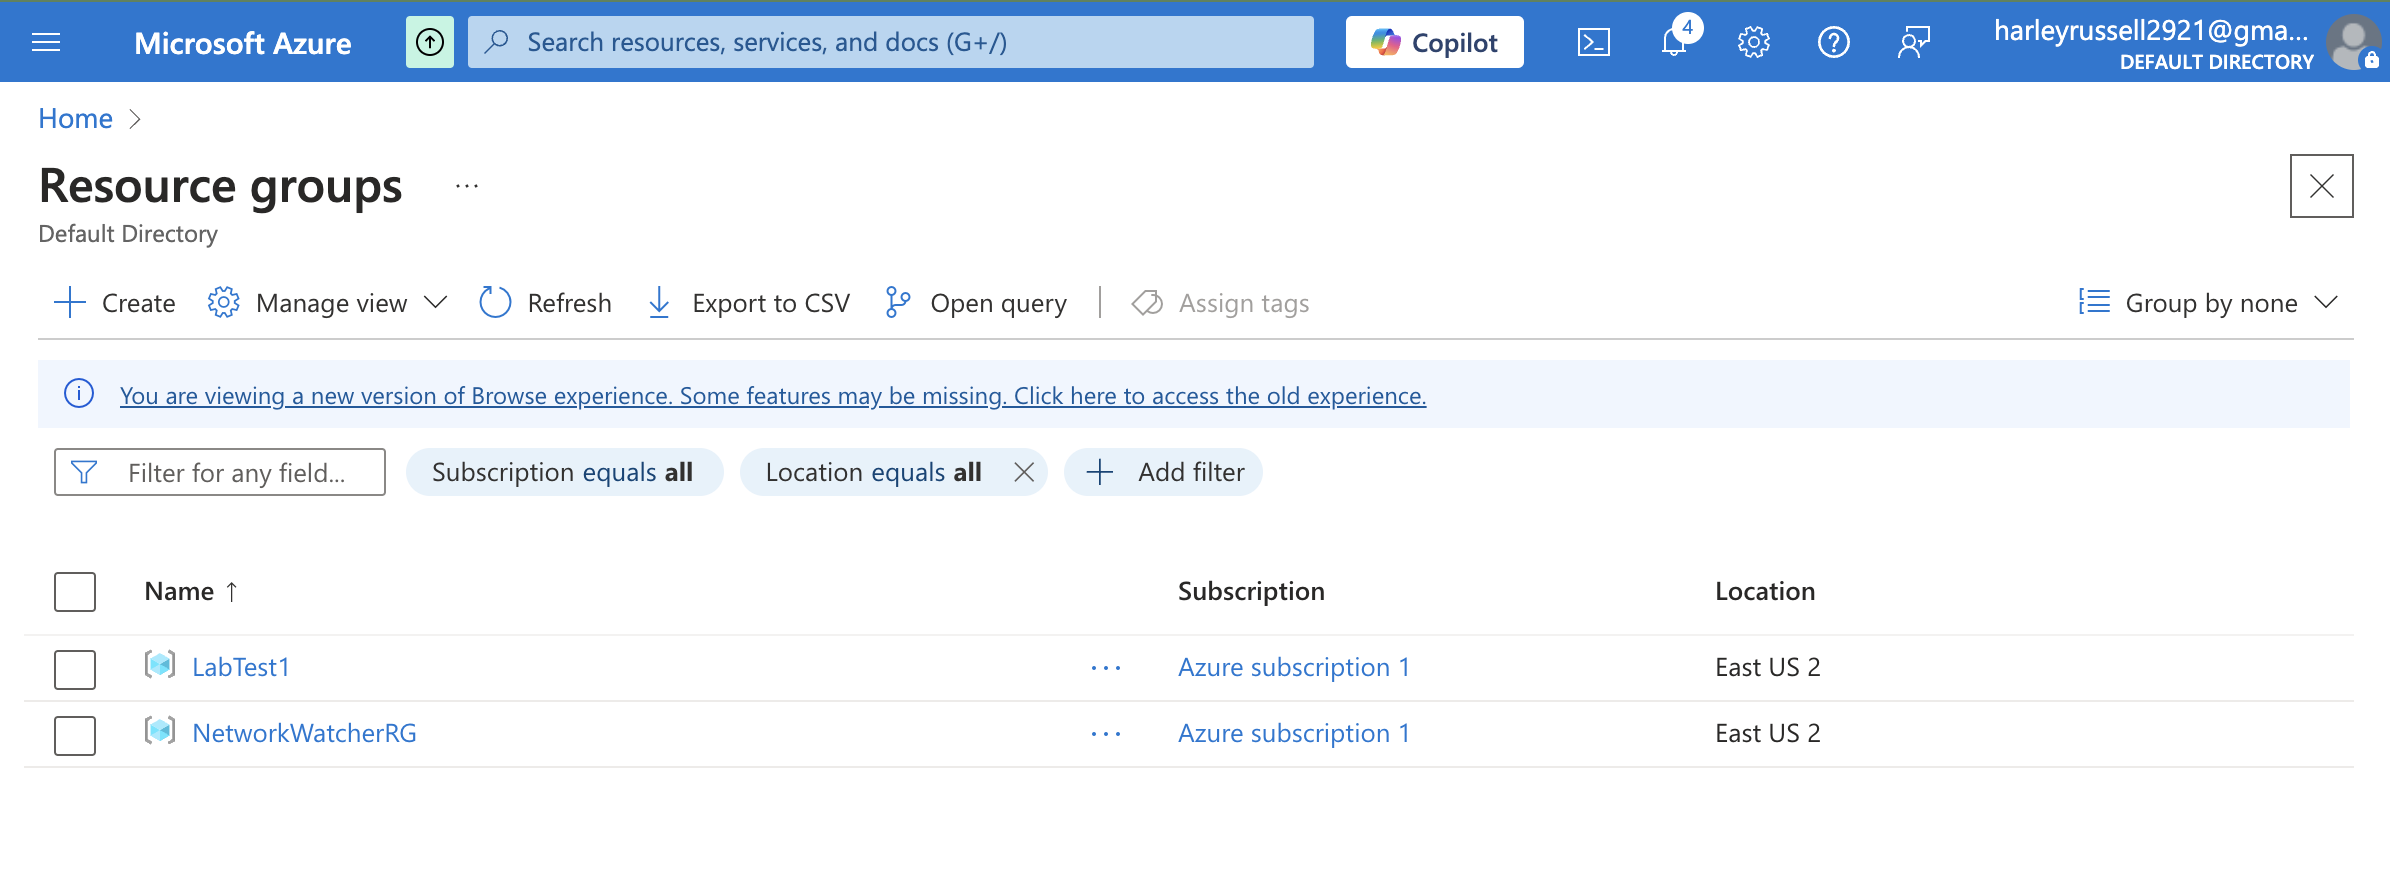 Microsoft Azure
Search resources, services, and docs (G+/)
Copilot
4
harleyrussell2921@gma...
DEFAULT DIRECTORY
Home
Resource groups ...
Default Directory
Create Manage view Refresh Export to CSV Open query Assign tags Group by none
You are viewing a new version of Browse experience. Some features may be missing. Click here to access the old experience.
Filter for any field... Subscription equals all Location equals all Add filter
Name ↑ Subscription Location
LabTest1 ... Azure subscription 1 East US 2
NetworkWatcherRG ... Azure subscription 1 East US 2